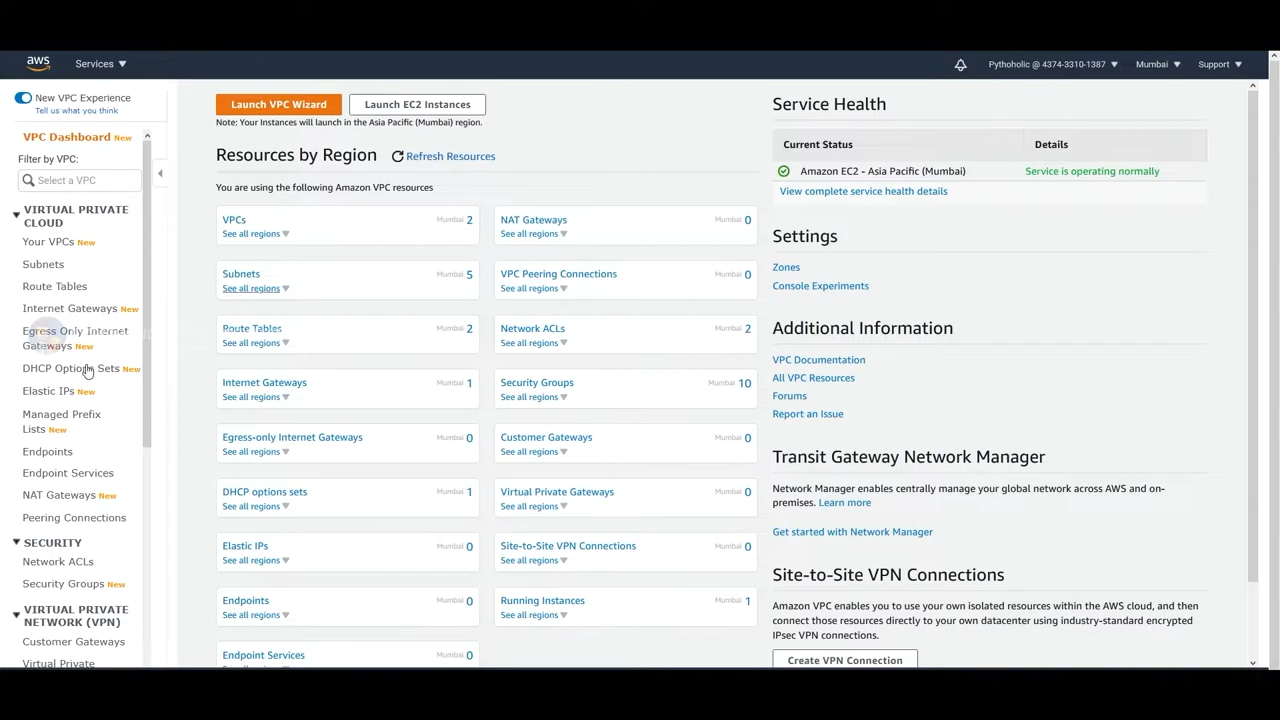 aws
Services
Pythoholic @ 4374-3310-1387
Mumbai
Support
New VPC Experience
Tell us what you think
VPC Dashboard New
Filter by VPC:
Select a VPC
VIRTUAL PRIVATE
CLOUD
Your VPCs New
Subnets
Route Tables
Internet Gateways New
Egress Only Internet
Gateways New
DHCP Options Sets New
Elastic IPs New
Managed Prefix
Lists New
Endpoints
Endpoint Services
NAT Gateways New
Peering Connections
SECURITY
Network ACLs
Security Groups New
VIRTUAL PRIVATE
NETWORK (VPN)
Customer Gateways
Virtual Private
Launch VPC Wizard
Launch EC2 Instances
Note: Your Instances will launch in the Asia Pacific (Mumbai) region.
Resources by Region
Refresh Resources
You are using the following Amazon VPC resources
VPCs Mumbai 2
See all regions
NAT Gateways Mumbai 0
See all regions
Subnets Mumbai 5
See all regions
VPC Peering Connections Mumbai 0
See all regions
Route Tables Mumbai 2
See all regions
Network ACLs Mumbai 2
See all regions
Internet Gateways Mumbai 1
See all regions
Security Groups Mumbai 10
See all regions
Egress-only Internet Gateways Mumbai 0
See all regions
Customer Gateways Mumbai 0
See all regions
DHCP options sets Mumbai 1
See all regions
Virtual Private Gateways Mumbai 0
See all regions
Elastic IPs Mumbai 0
See all regions
Site-to-Site VPN Connections Mumbai 0
See all regions
Endpoints Mumbai 0
See all regions
Running Instances Mumbai 1
See all regions
Endpoint Services Mumbai 0
Service Health
Current Status
Details
Amazon EC2 - Asia Pacific (Mumbai)
Service is operating normally
View complete service health details
Settings
Zones
Console Experiments
Additional Information
VPC Documentation
All VPC Resources
Forums
Report an Issue
Transit Gateway Network Manager
Network Manager enables centrally manage your global network across AWS and on-
premises. Learn more
Get started with Network Manager
Site-to-Site VPN Connections
Amazon VPC enables you to use your own isolated resources within the AWS cloud, and then
connect those resources directly to your own datacenter using industry-standard encrypted
IPsec VPN connections.
Create VPN Connection